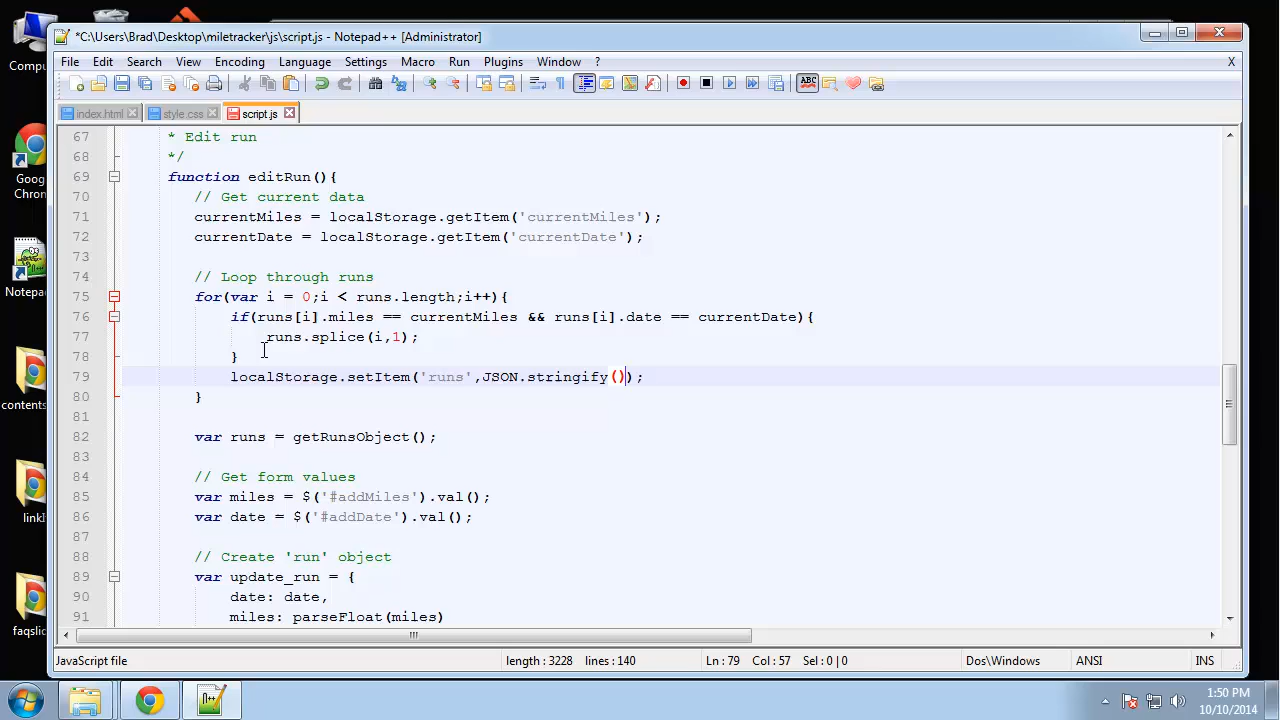 *C:\Users\Brad\Desktop\miletracker\js\script.js - Notepad++ [Administrator]
File Edit Search View Encoding Language Settings Macro Run Plugins Window ? X
index.html style.css script.js
67 * Edit run
68 */
69 function editRun(){
70 // Get current data
71 currentMiles = localStorage.getItem('currentMiles');
72 currentDate = localStorage.getItem('currentDate');
73
74 // Loop through runs
75 for(var i = 0;i < runs.length;i++){
76 if(runs[i].miles == currentMiles && runs[i].date == currentDate){
77 runs.splice(i,1);
78 }
79 localStorage.setItem('runs',JSON.stringify());
80 }
81
82 var runs = getRunsObject();
83
84 // Get form values
85 var miles = $('#addMiles').val();
86 var date = $('#addDate').val();
87
88 // Create 'run' object
89 var update_run = {
90 date: date,
91 miles: parseFloat(miles)
JavaScript file length : 3228 lines : 140 Ln : 79 Col : 57 Sel : 0 | 0 Dos\Windows ANSI INS
Compu
Goog
Chron
Notepa
contents
linkI
faqslic
1:50 PM
10/10/2014